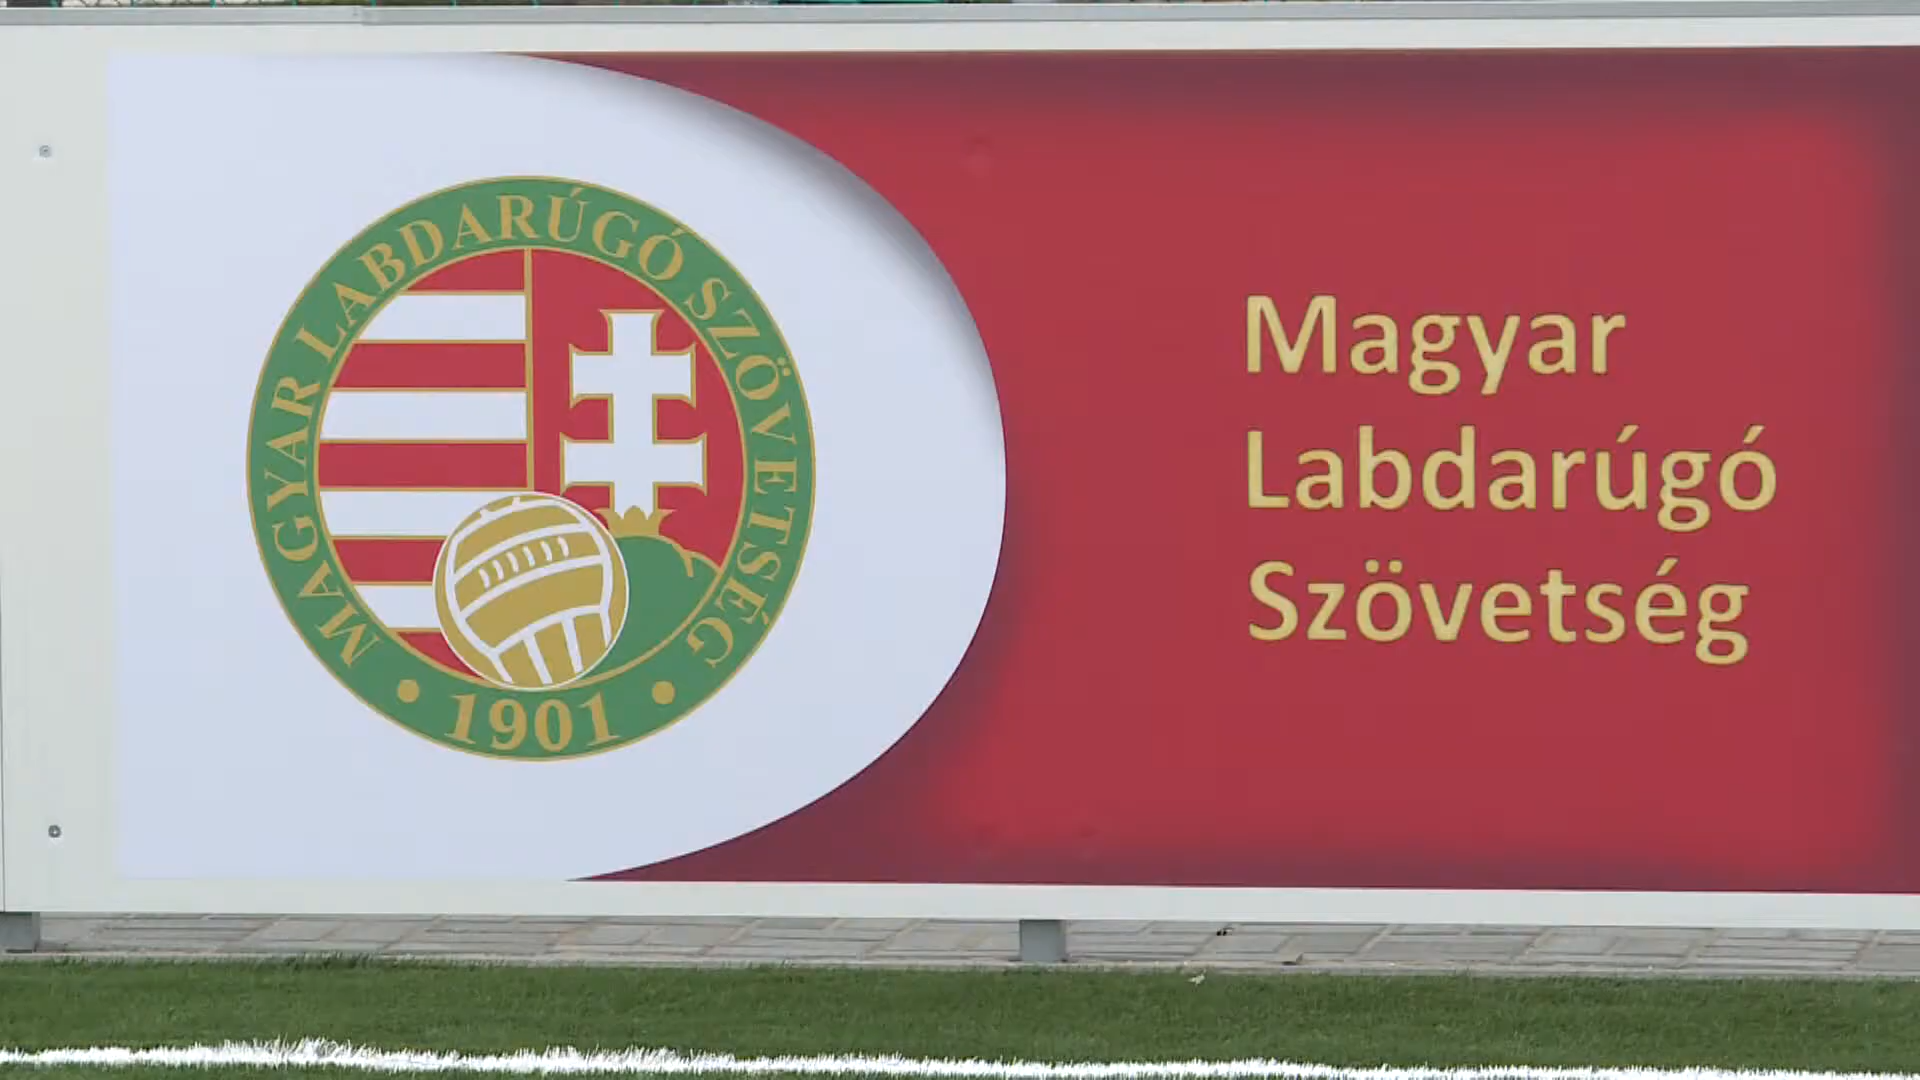 MAGYAR LABDARÚGÓ SZÖVETSÉG
• 1901 •
Magyar
Labdarúgó
Szövetség